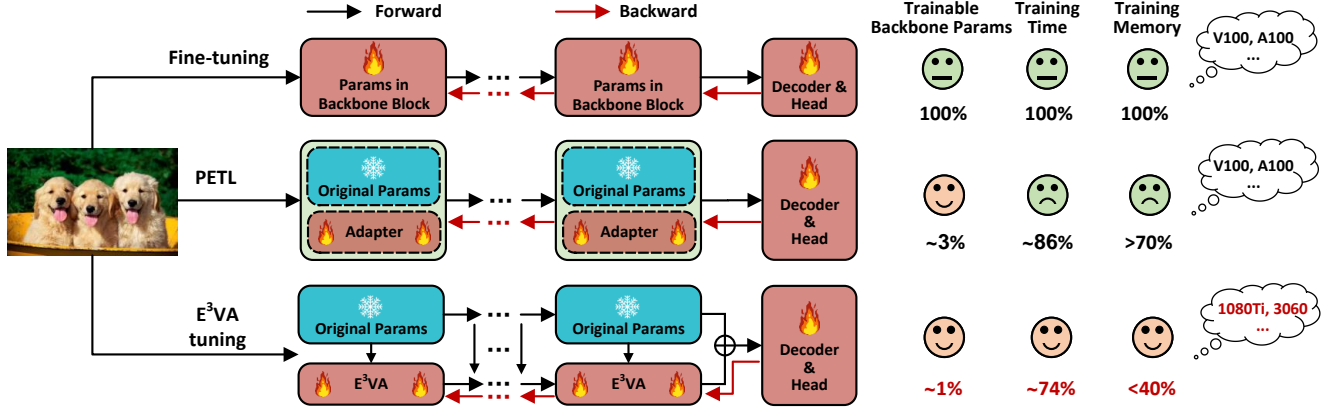 Forward
Backward
Trainable
Backbone Params
Training
Time
Training
Memory
V100, A100
...
Fine-tuning
Params in
Backbone Block
...
...
Params in
Backbone Block
Decoder &
Head
100%
100%
100%
PETL
Original Params
Adapter
...
...
Original Params
Adapter
Decoder
&
Head
~3%
~86%
>70%
V100, A100
...
E³VA
tuning
Original Params
E³VA
...
...
...
...
Original Params
E³VA
Decoder
&
Head
~1%
~74%
<40%
1080Ti, 3060
...